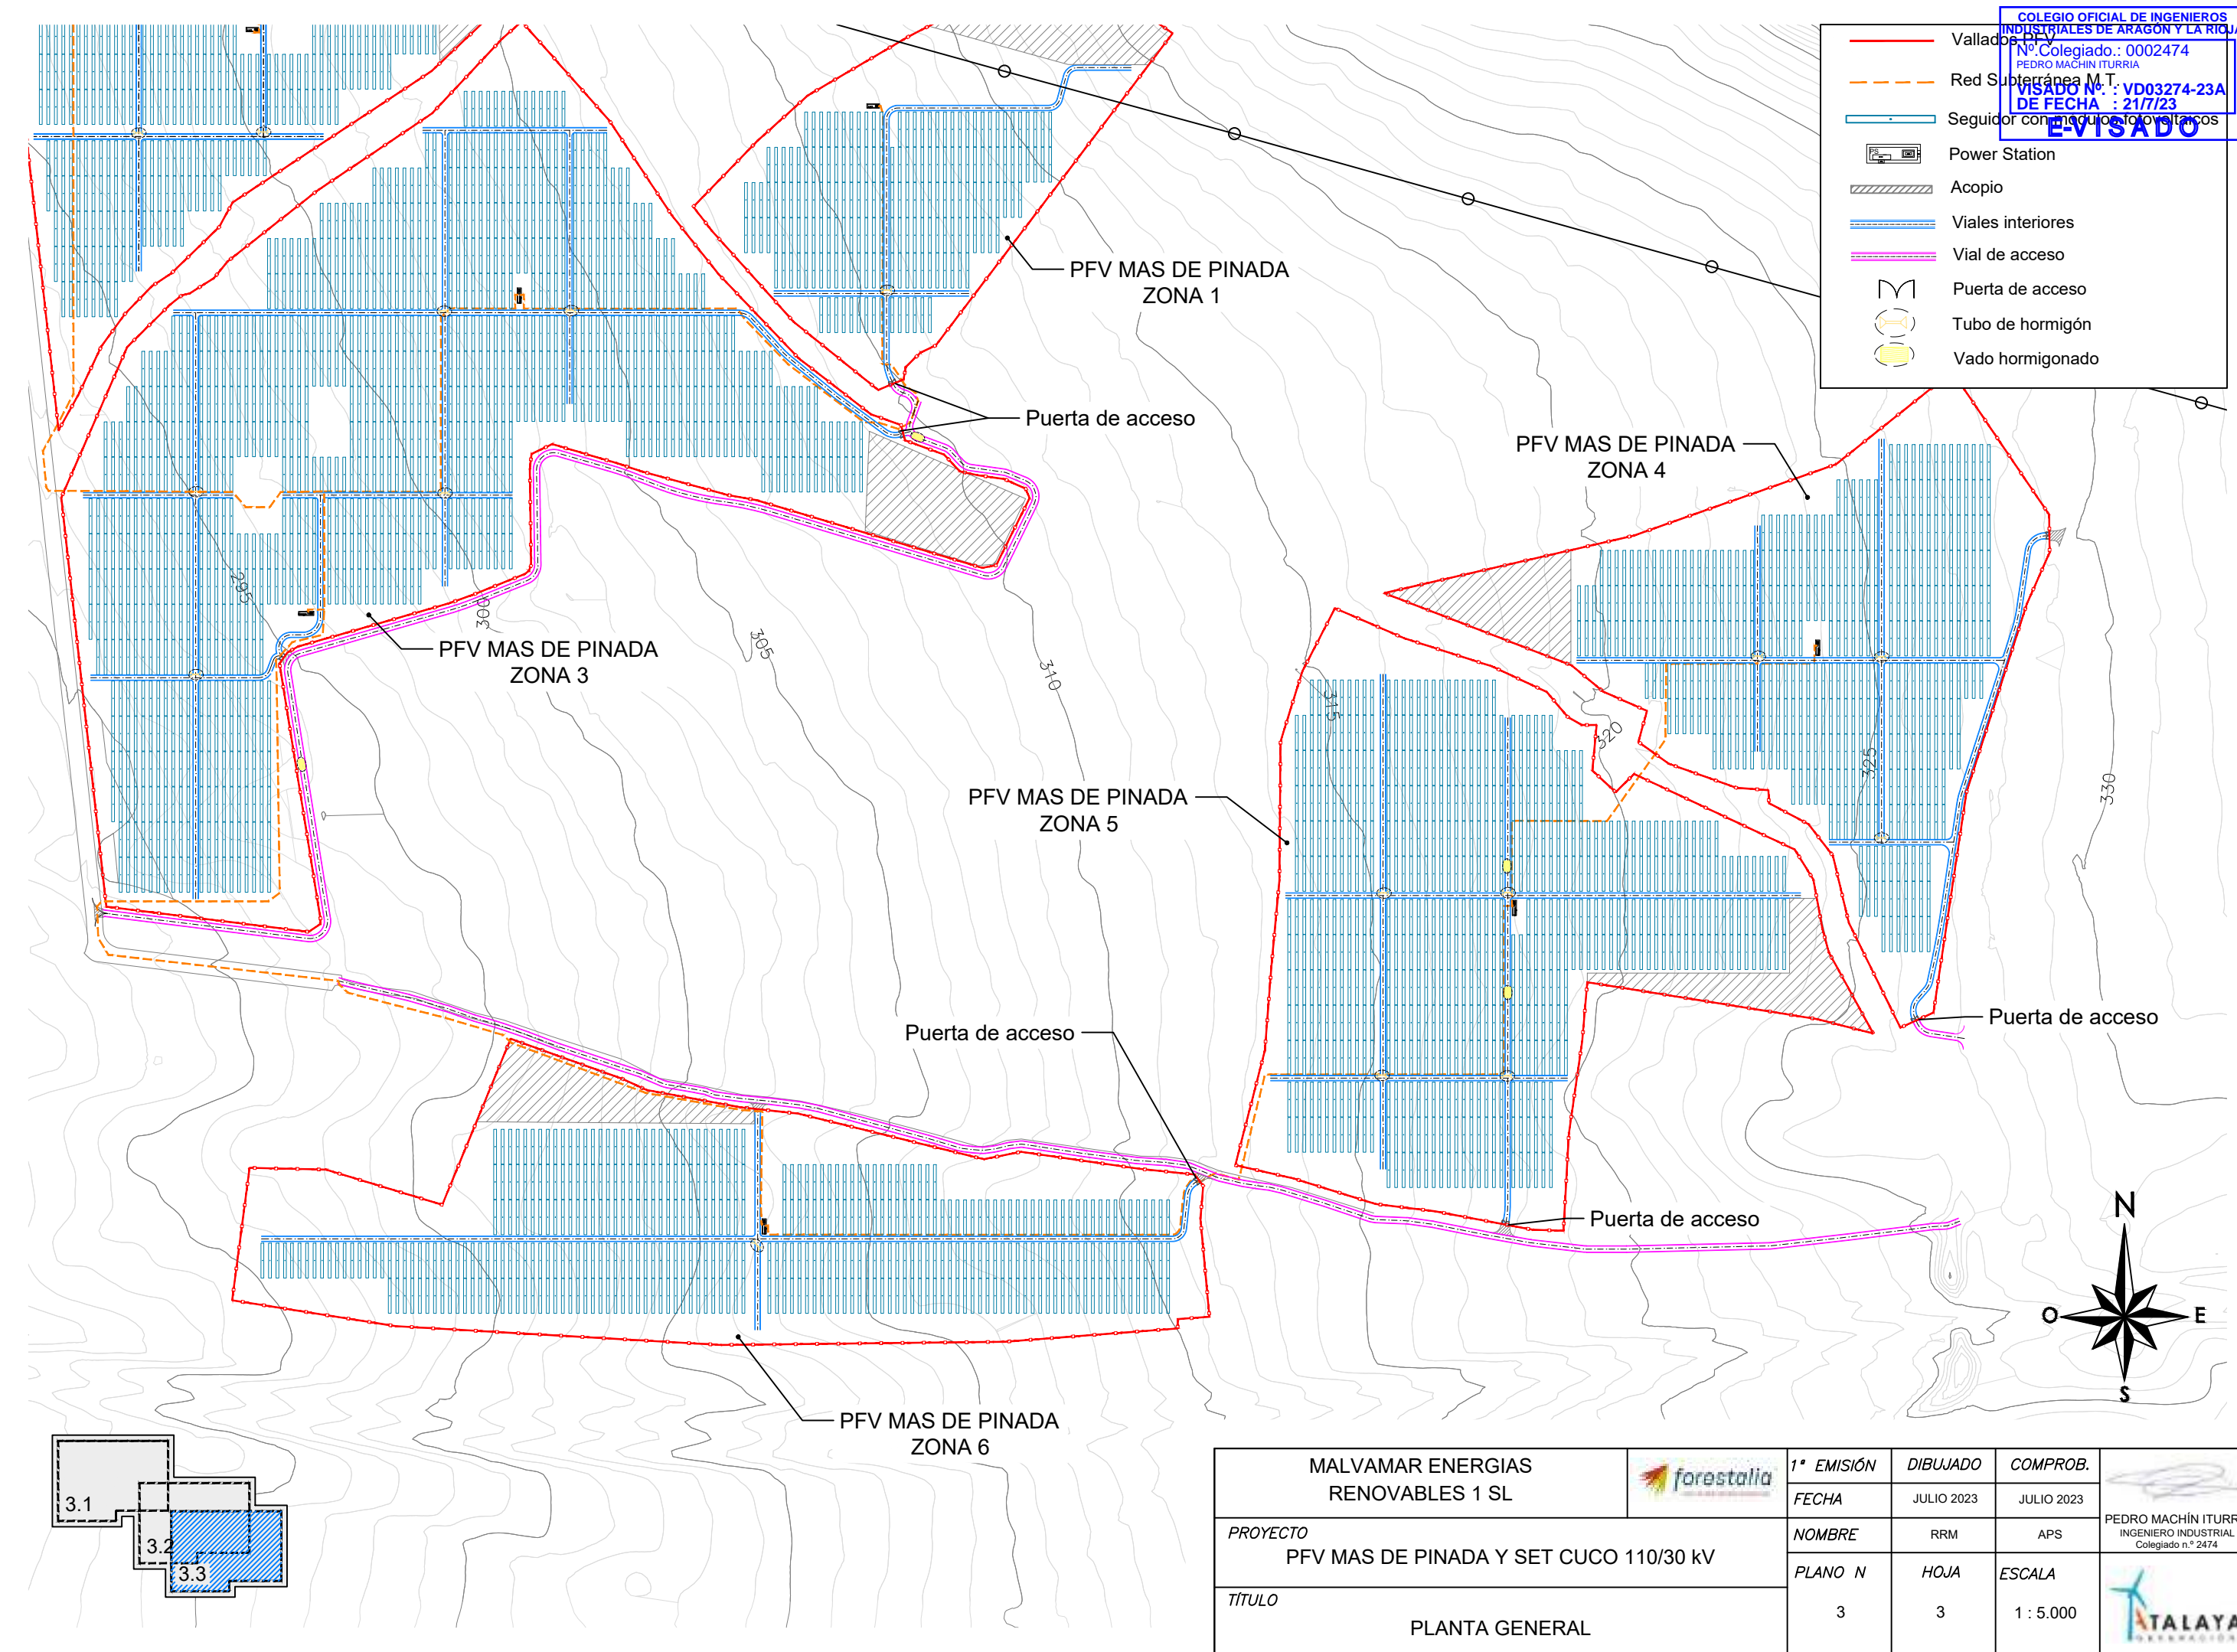 COLEGIO OFICIAL DE INGENIEROS
INDUSTRIALES DE ARAGÓN Y LA RIOJA
Nº.Colegiado.: 0002474
PEDRO MACHIN ITURRIA
VISADO Nº. : VD03274-23A
DE FECHA : 21/7/23
E-VISADO
Vallados PFV
Red Subterránea M.T.
Seguidor con modulos fotovoltaicos
PS
Power Station
Acopio
Viales interiores
Vial de acceso
Puerta de acceso
Tubo de hormigón
Vado hormigonado
PFV MAS DE PINADA
ZONA 1
Puerta de acceso
PFV MAS DE PINADA
ZONA 4
295
300
305
310
315
320
325
330
PFV MAS DE PINADA
ZONA 3
PFV MAS DE PINADA
ZONA 5
Puerta de acceso
Puerta de acceso
Puerta de acceso
PFV MAS DE PINADA
ZONA 6
N
O
E
S
3.1
3.2
3.3
MALVAMAR ENERGIAS
RENOVABLES 1 SL
forestalia
1ª EMISIÓN
DIBUJADO
COMPROB.
FECHA
JULIO 2023
JULIO 2023
NOMBRE
RRM
APS
PROYECTO
PFV MAS DE PINADA Y SET CUCO 110/30 kV
PLANO N
HOJA
ESCALA
3
3
1 : 5.000
TÍTULO
PLANTA GENERAL
PEDRO MACHÍN ITURR
INGENIERO INDUSTRIAL
Colegiado n.º 2474
ATALAYA